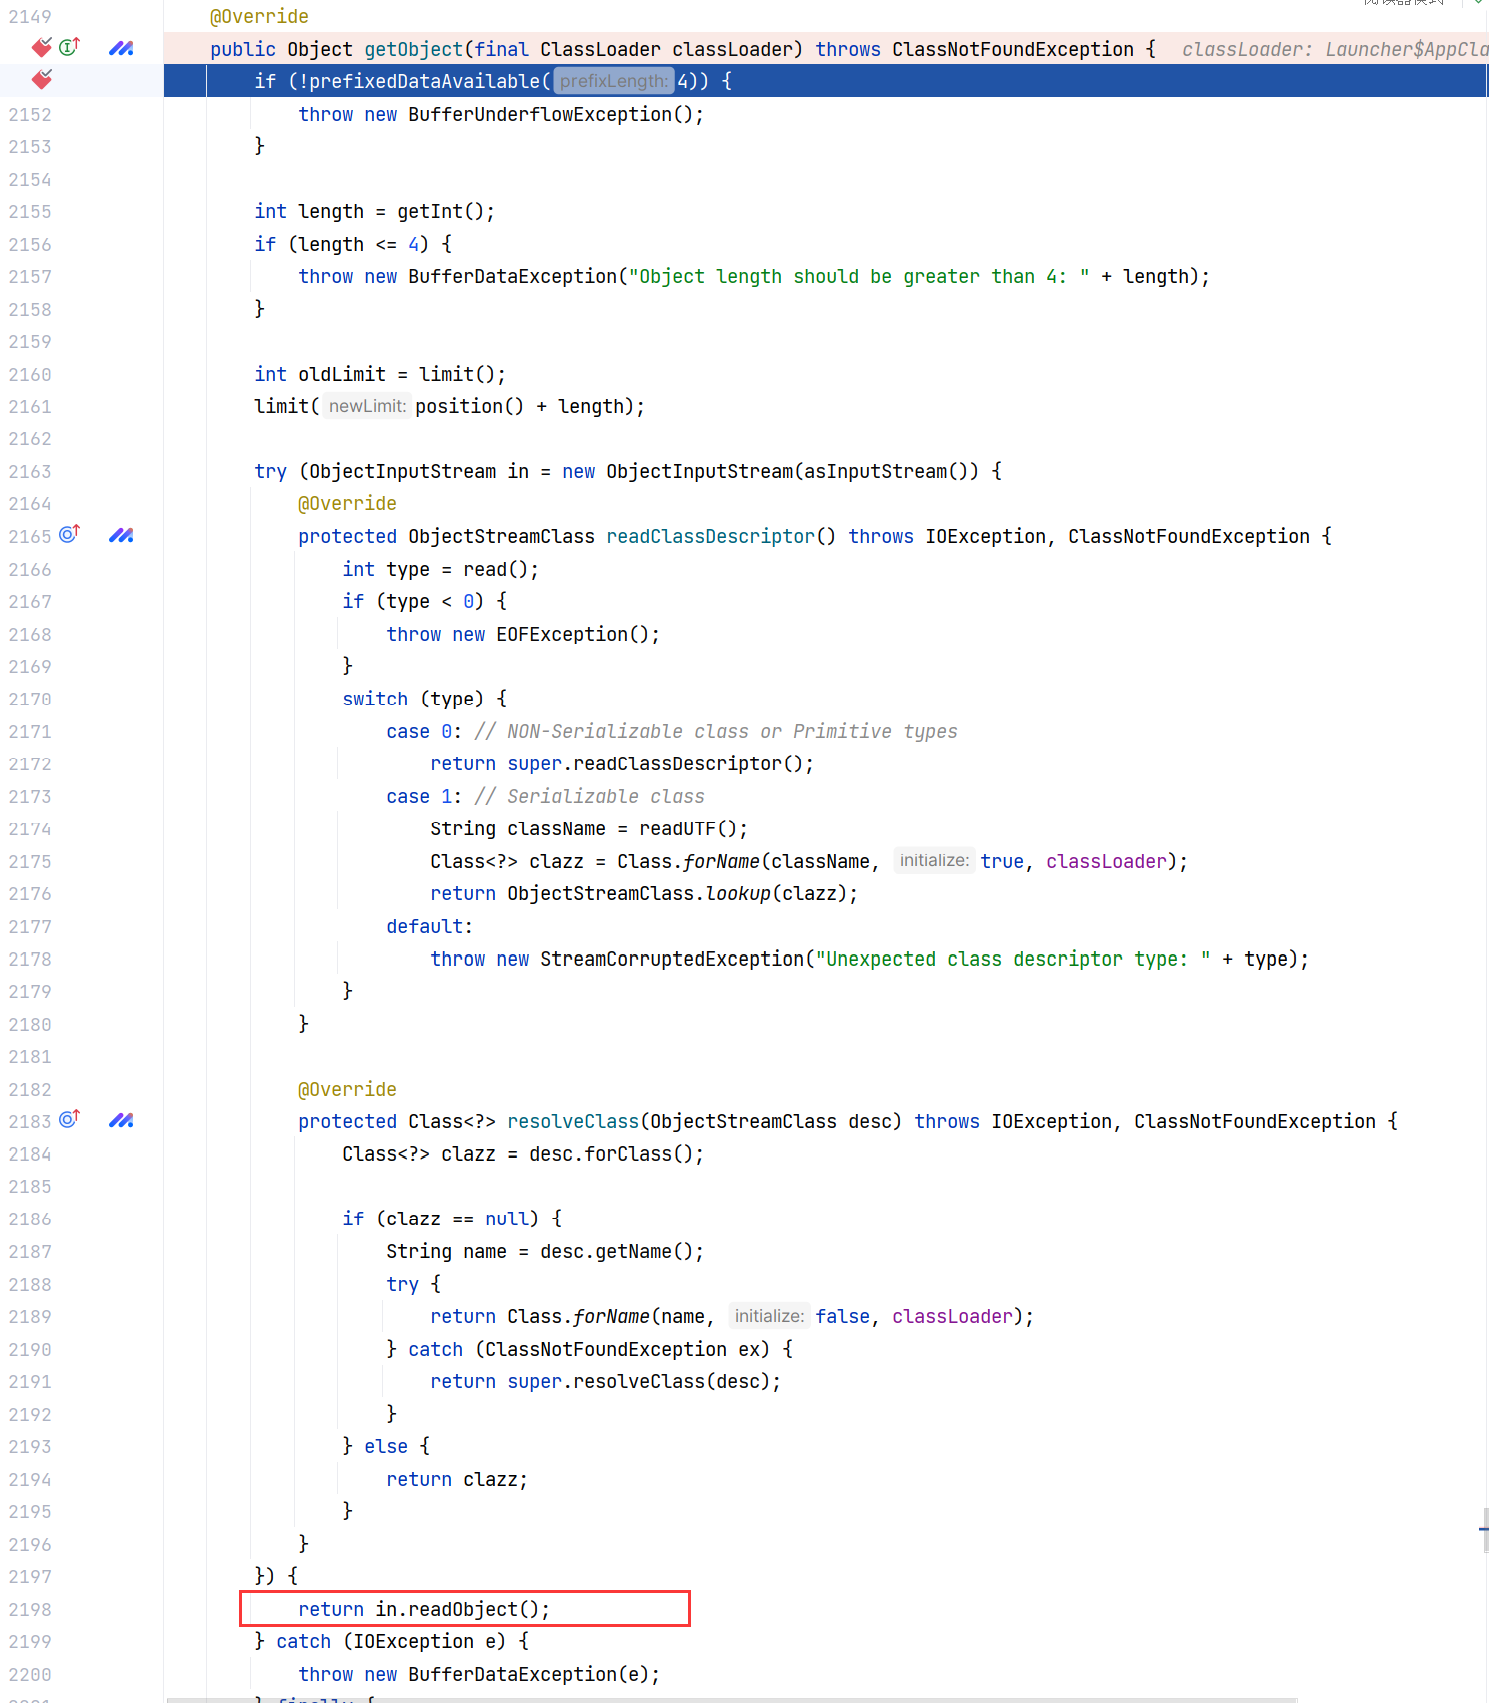 2149 @Override
public Object getObject(final ClassLoader classLoader) throws ClassNotFoundException { classLoader: Launcher$AppCla
if (!prefixedDataAvailable( prefixLength: 4)) {
2152 throw new BufferUnderflowException();
2153 }
2154
2155 int length = getInt();
2156 if (length <= 4) {
2157 throw new BufferDataException("Object length should be greater than 4: " + length);
2158 }
2159
2160 int oldLimit = limit();
2161 limit( newLimit: position() + length);
2162
2163 try (ObjectInputStream in = new ObjectInputStream(asInputStream()) {
2164 @Override
2165 protected ObjectStreamClass readClassDescriptor() throws IOException, ClassNotFoundException {
2166 int type = read();
2167 if (type < 0) {
2168 throw new EOFException();
2169 }
2170 switch (type) {
2171 case 0: // NON-Serializable class or Primitive types
2172 return super.readClassDescriptor();
2173 case 1: // Serializable class
2174 String className = readUTF();
2175 Class<?> clazz = Class.forName(className, initialize: true, classLoader);
2176 return ObjectStreamClass.lookup(clazz);
2177 default:
2178 throw new StreamCorruptedException("Unexpected class descriptor type: " + type);
2179 }
2180 }
2181
2182 @Override
2183 protected Class<?> resolveClass(ObjectStreamClass desc) throws IOException, ClassNotFoundException {
2184 Class<?> clazz = desc.forClass();
2185
2186 if (clazz == null) {
2187 String name = desc.getName();
2188 try {
2189 return Class.forName(name, initialize: false, classLoader);
2190 } catch (ClassNotFoundException ex) {
2191 return super.resolveClass(desc);
2192 }
2193 } else {
2194 return clazz;
2195 }
2196 }
2197 }) {
2198 return in.readObject();
2199 } catch (IOException e) {
2200 throw new BufferDataException(e);
} finally {